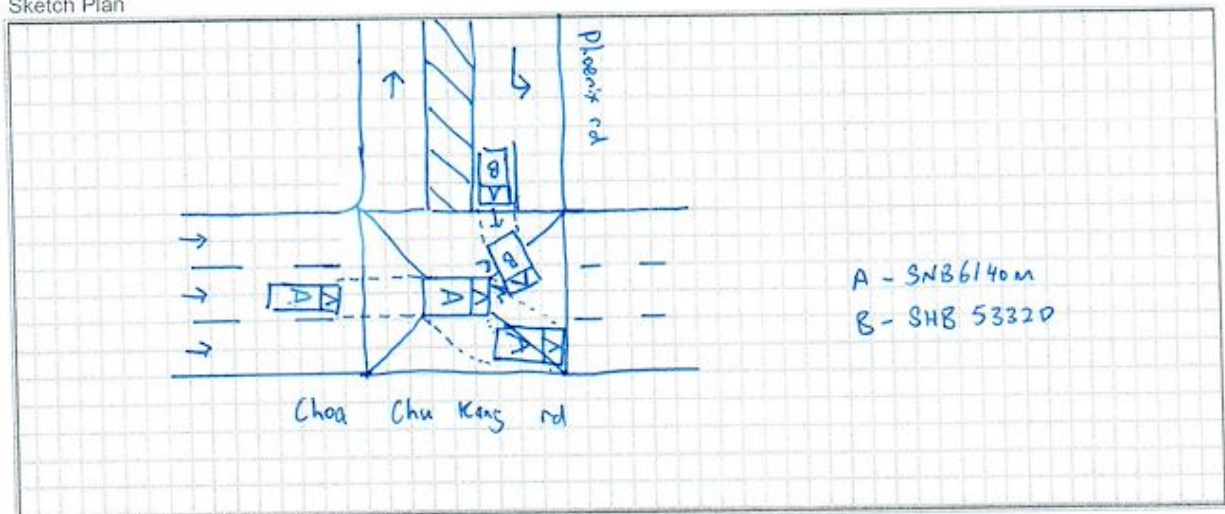 Sketch Plan
Phoenix rd
B
B
A
A
A
A - SNB6140M
B - SHB 5332D
Choa Chu Kang rd